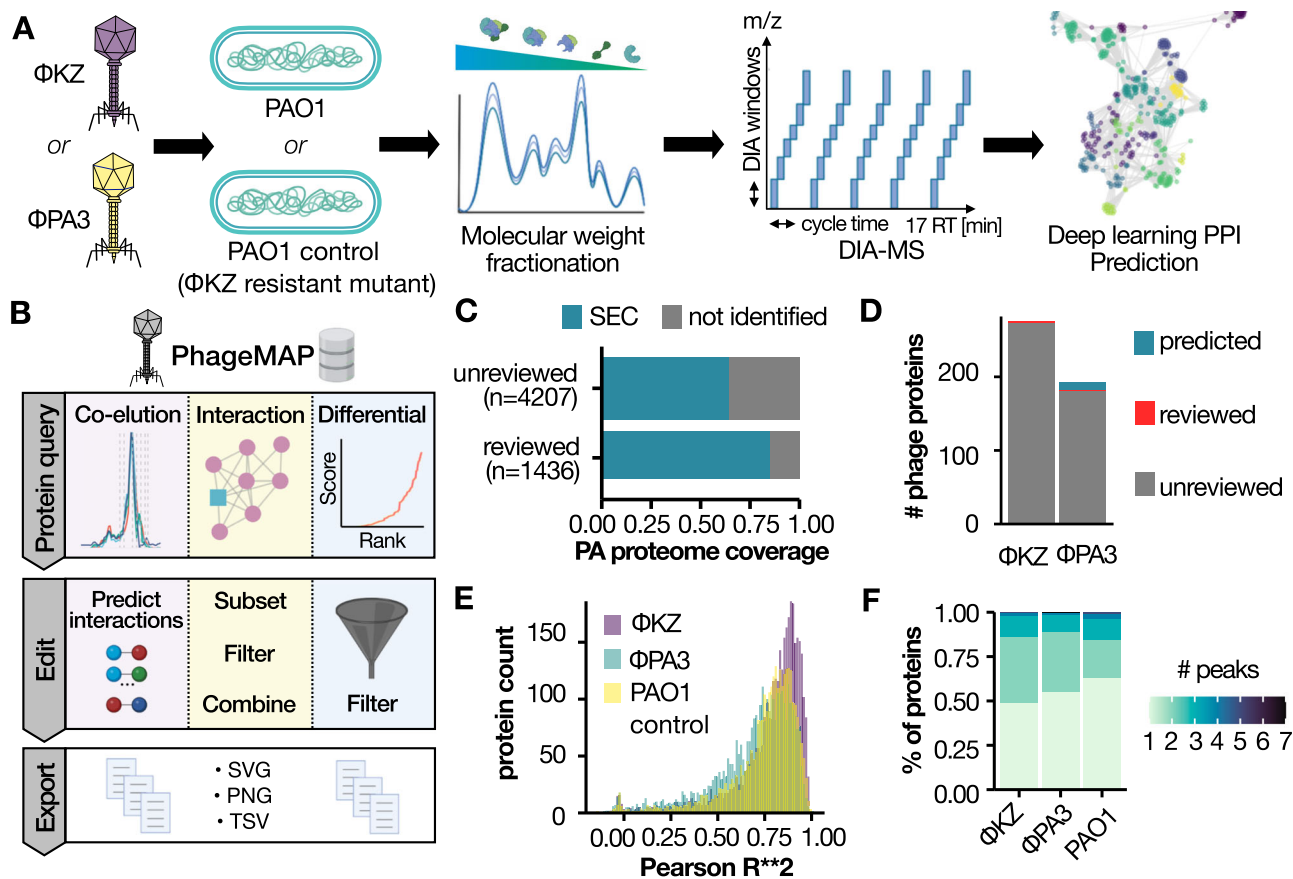 A
ΦKZ
or
ΦPA3
PAO1
or
PAO1 control
(ΦKZ resistant mutant)
Molecular weight
fractionation
m/z
DIA windows
cycle time
17 RT [min]
DIA-MS
Deep learning PPI
Prediction
B
PhageMAP
Protein query
Co-elution
Interaction
Differential
Score
Rank
Edit
Predict
interactions
...
Subset
Filter
Combine
Filter
Export
• SVG
• PNG
• TSV
C
SEC
not identified
unreviewed
(n=4207)
reviewed
(n=1436)
0.00 0.25 0.50 0.75 1.00
PA proteome coverage
D
# phage proteins
200
100
0
ΦKZ
ΦPA3
predicted
reviewed
unreviewed
E
protein count
150
100
50
0
ΦKZ
ΦPA3
PAO1
control
0.00 0.25 0.50 0.75 1.00
Pearson R**2
F
% of proteins
1.00
0.75
0.50
0.25
0.00
ΦKZ
ΦPA3
PAO1
# peaks
1 2 3 4 5 6 7